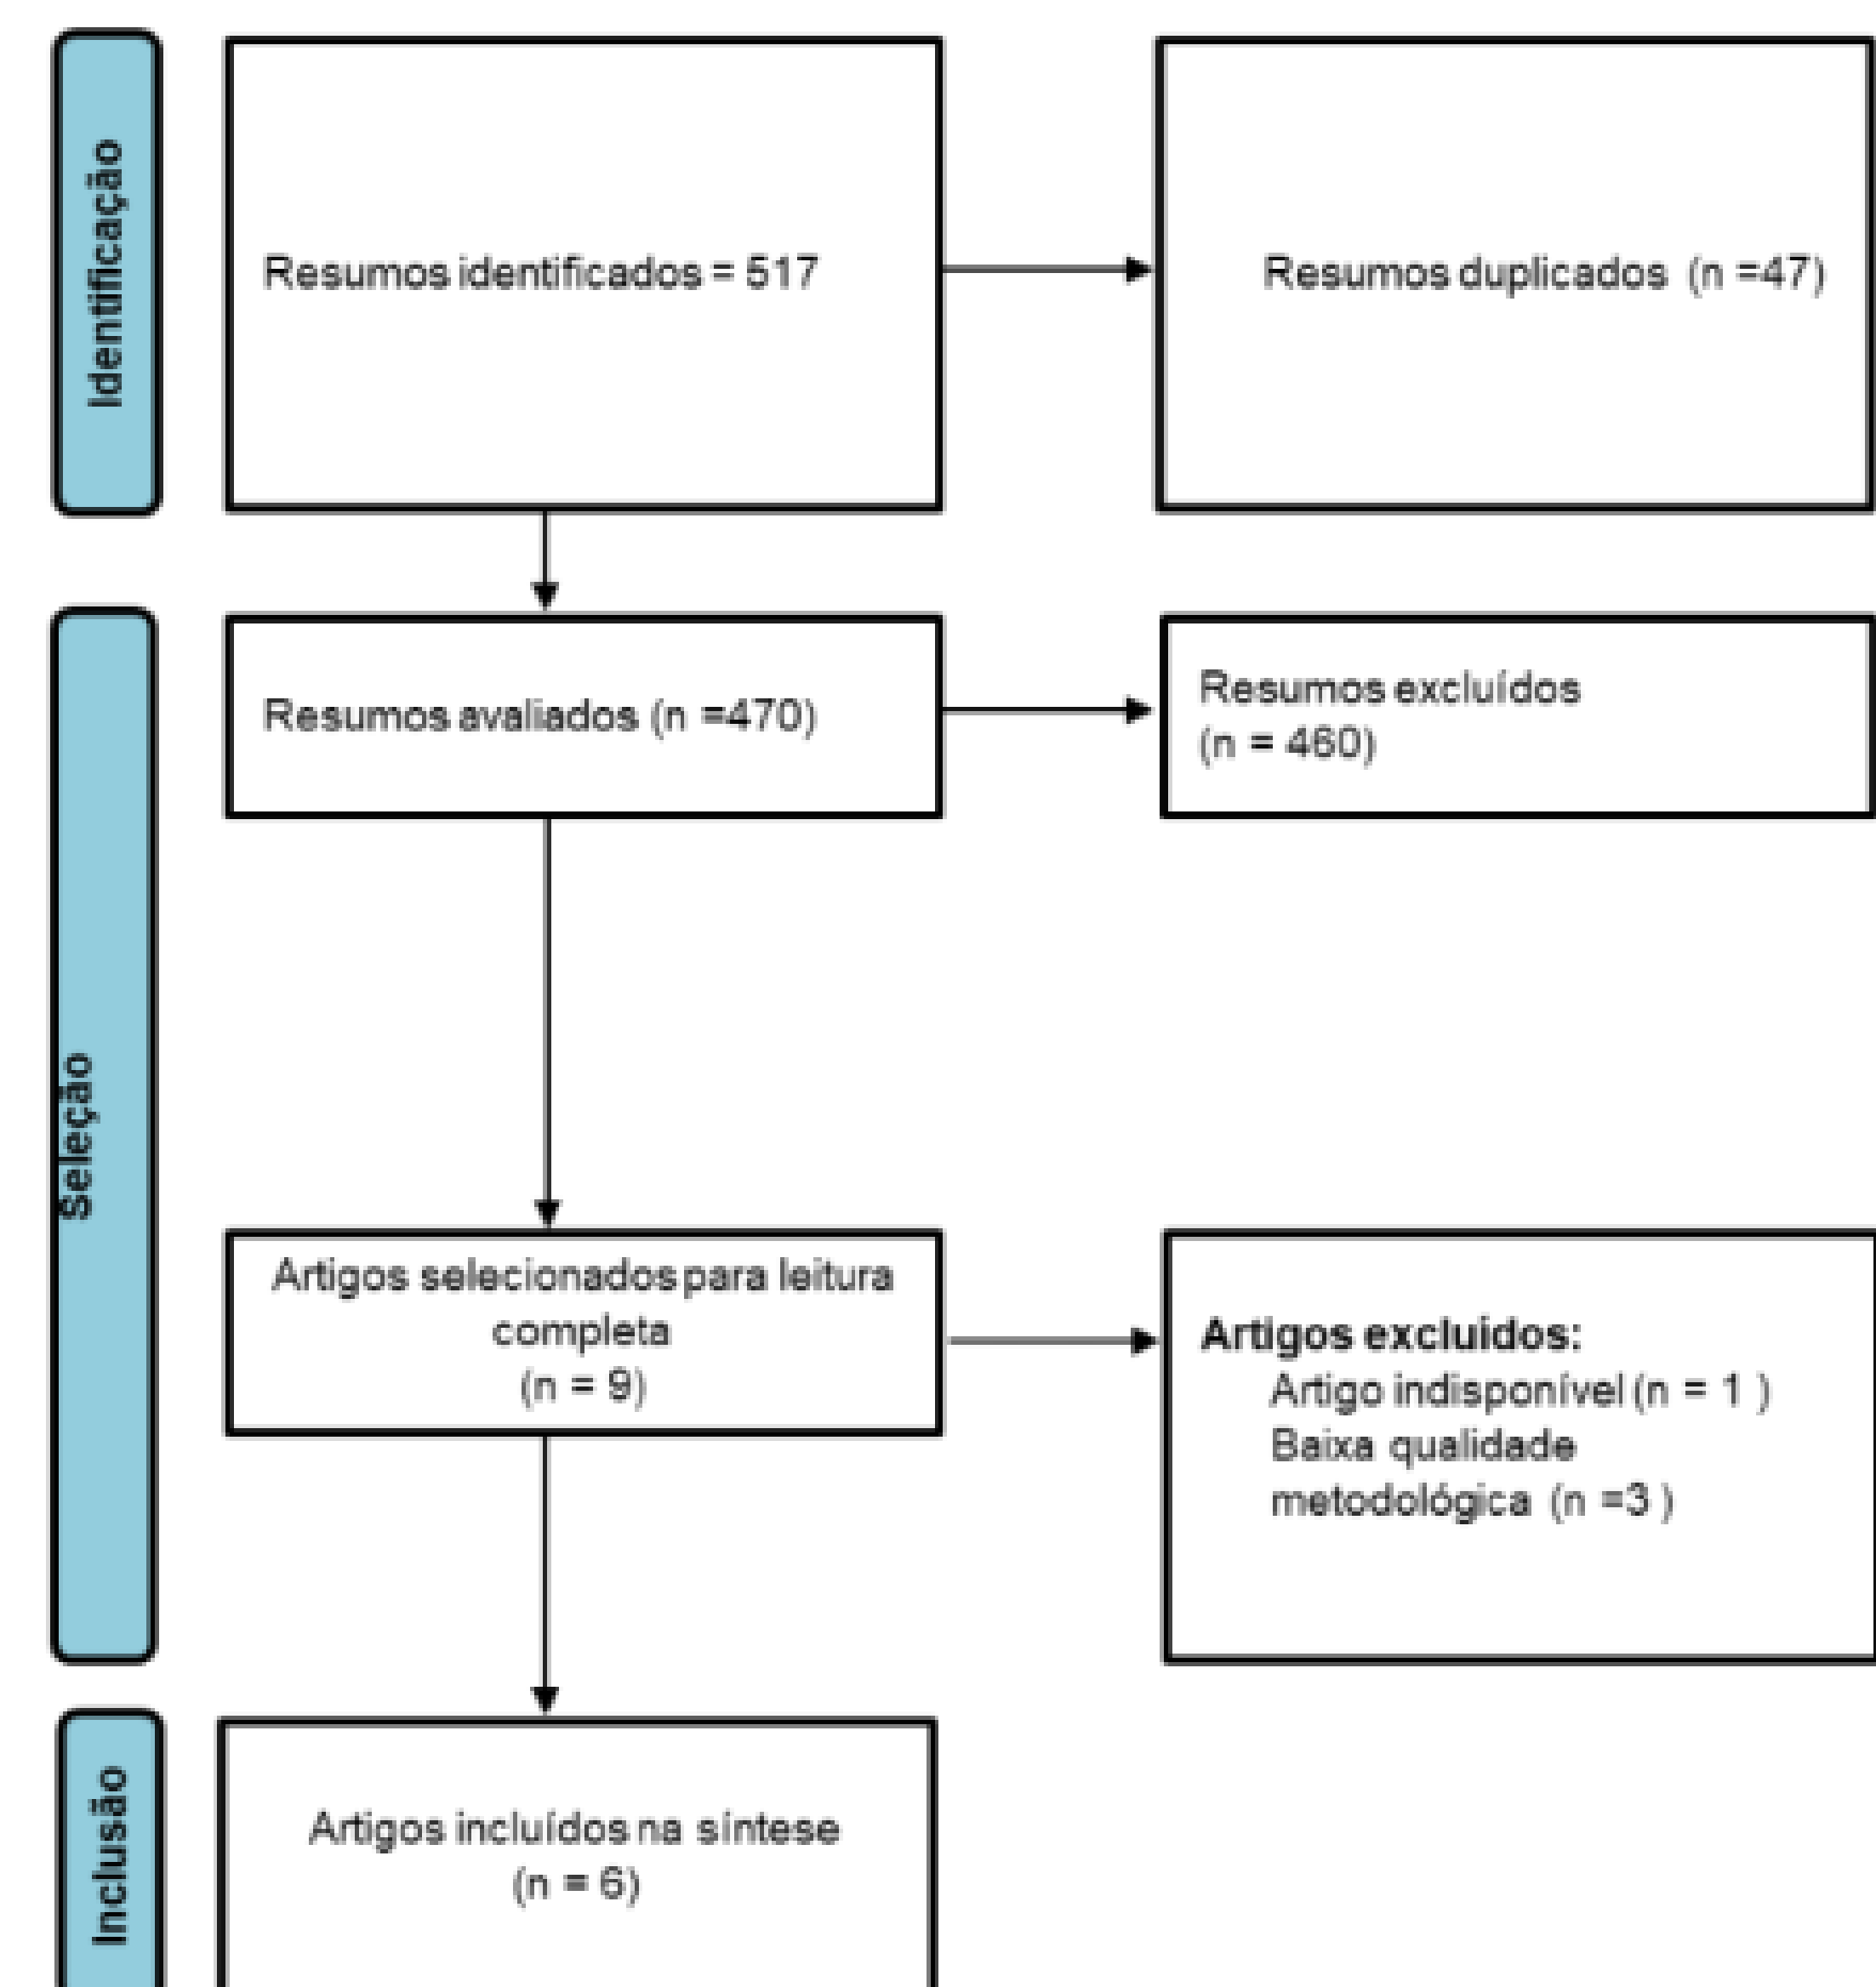 Identificação
Resumos identificados = 517
Resumos duplicados (n =47)
Seleção
Resumos avaliados (n =470)
Resumos excluídos
(n = 460)
Artigos selecionados para leitura
completa
(n = 9)
Artigos excluidos:
Artigo indisponível (n = 1 )
Baixa qualidade
metodológica (n =3 )
Inclusão
Artigos incluídos na síntese
(n = 6)